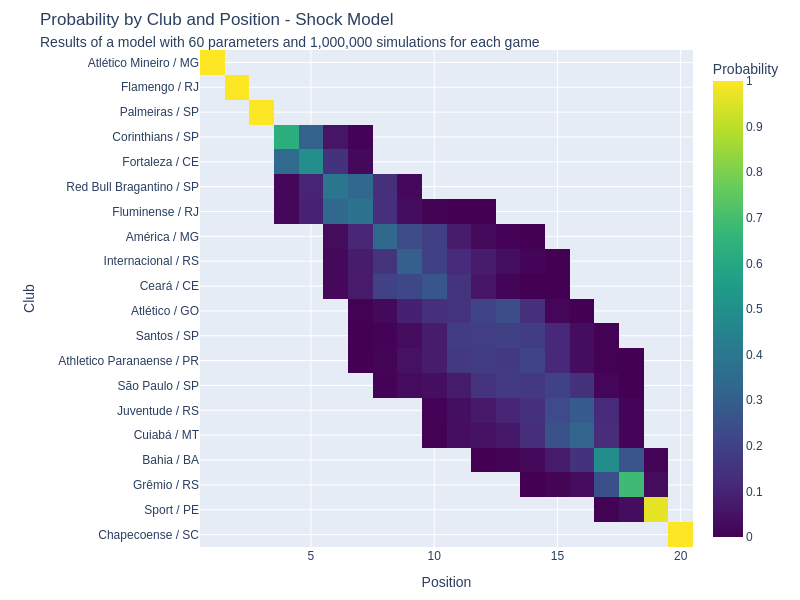 Probability by Club and Position - Shock Model
Results of a model with 60 parameters and 1,000,000 simulations for each game
Probability
Atlético Mineiro / MG
Flamengo / RJ
Palmeiras / SP
Corinthians / SP
Fortaleza / CE
Red Bull Bragantino / SP
Fluminense / RJ
América / MG
Internacional / RS
Ceará / CE
Atlético / GO
Santos / SP
Athletico Paranaense / PR
São Paulo / SP
Juventude / RS
Cuiabá / MT
Bahia / BA
Grêmio / RS
Sport / PE
Chapecoense / SC
Club
5
10
15
20
Position
1
0.9
0.8
0.7
0.6
0.5
0.4
0.3
0.2
0.1
0